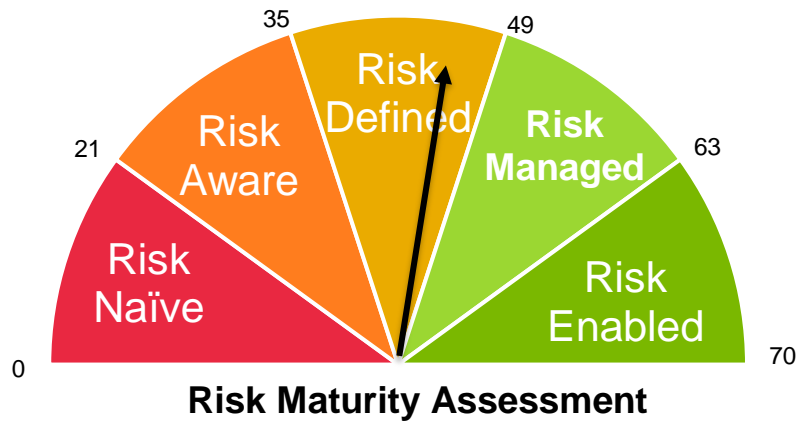 35
49
Risk
Defined
Risk
Aware
Risk
Managed
21
63
Risk
Naïve
Risk
Enabled
0
70
Risk Maturity Assessment